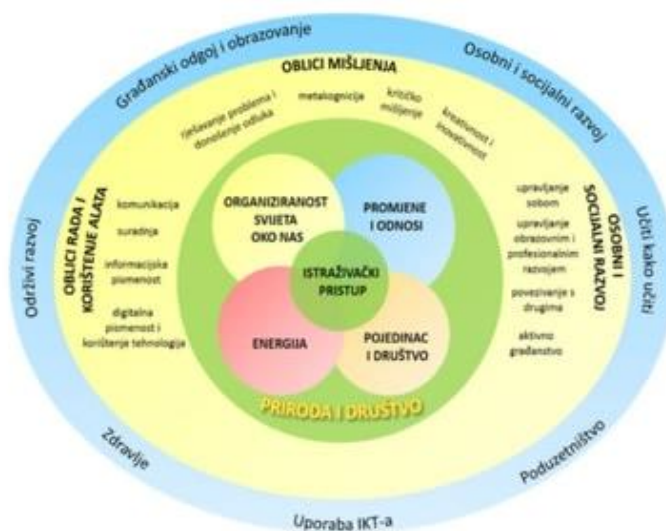 Građanski odgoj i obrazovanje
Osobni i socijalni razvoj
Učiti kako učiti
Poduzetništvo
Uporaba IKT-a
Zdravlje
Održivi razvoj
OBLICI MIŠLJENJA
rješavanje problema i
donošenje odluka
metakognicija
kritičko
mišljenje
kreativnost i
inovativnost
OBLICI RADA I
KORIŠTENJE ALATA
komunikacija
suradnja
informacijska
pismenost
digitalna
pismenost i
korištenje tehnologija
OSOBNI I
SOCIJALNI RAZVOJ
upravljanje
sobom
upravljanje
obrazovnim i
profesionalnim
razvojem
povezivanje s
drugima
aktivno
građanstvo
ORGANIZIRANOST
SVIJETA
OKO NAS
PROMJENE
I ODNOSI
ISTRAŽIVAČKI
PRISTUP
ENERGIJA
POJEDINAC
I DRUŠTVO
PRIRODA I DRUŠTVO